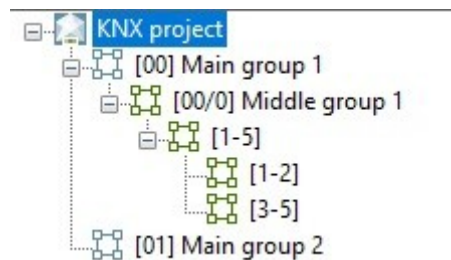 KNX project
[00] Main group 1
[00/0] Middle group 1
[1-5]
[1-2]
[3-5]
[01] Main group 2